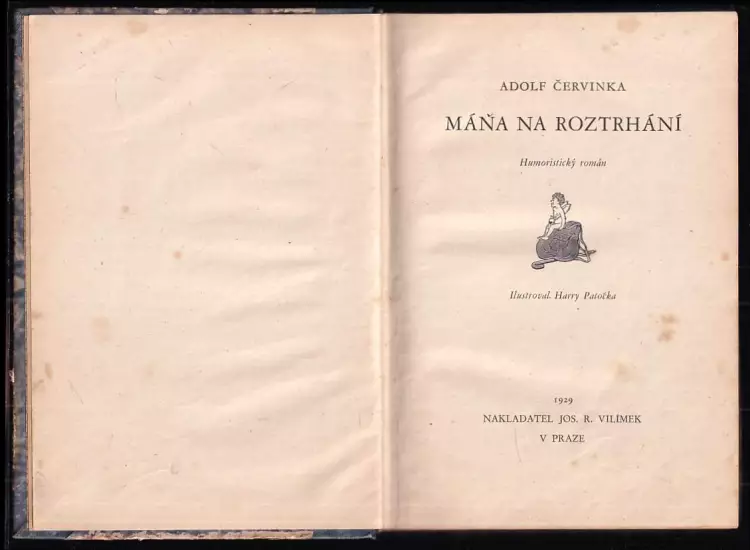 ADOLF ČERVINKA
MÁŇA NA ROZTRHÁNÍ
Humoristický román
Ilustroval Harry Patočka
1929
NAKLADATEL JOS. R. VILÍMEK
V PRAZE